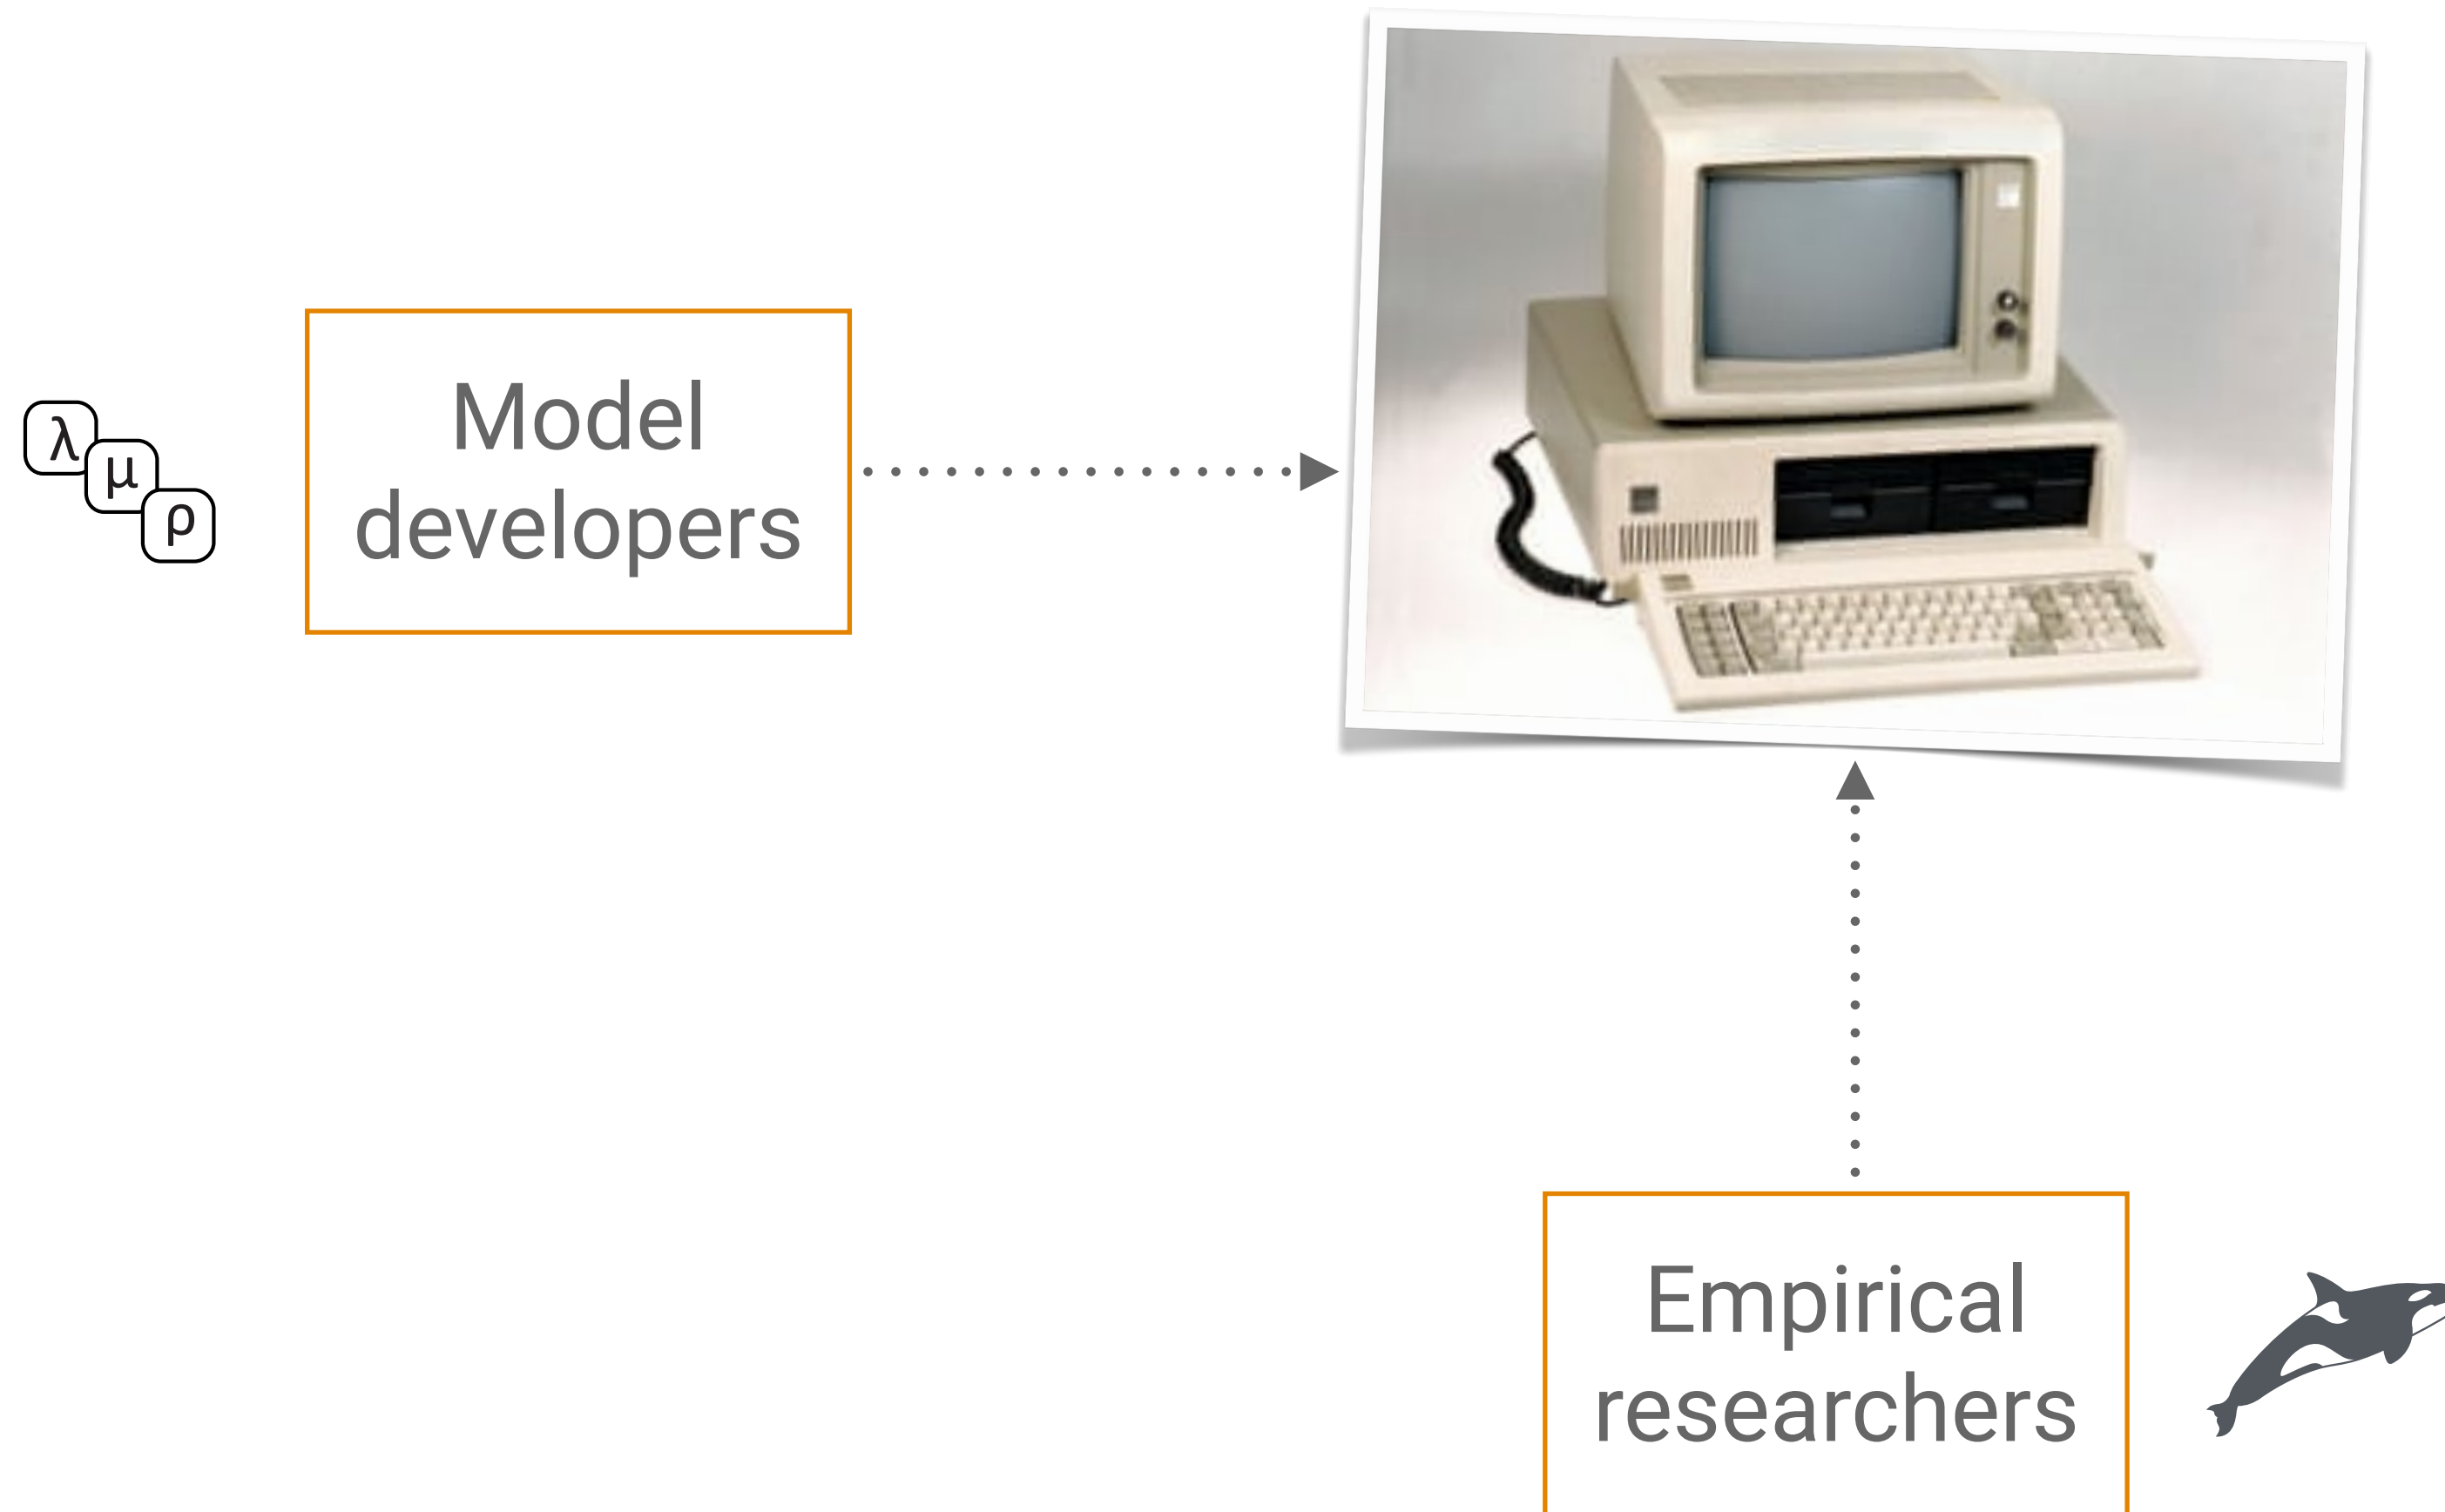 Model
developers
λ
μ
ρ
Empirical
researchers